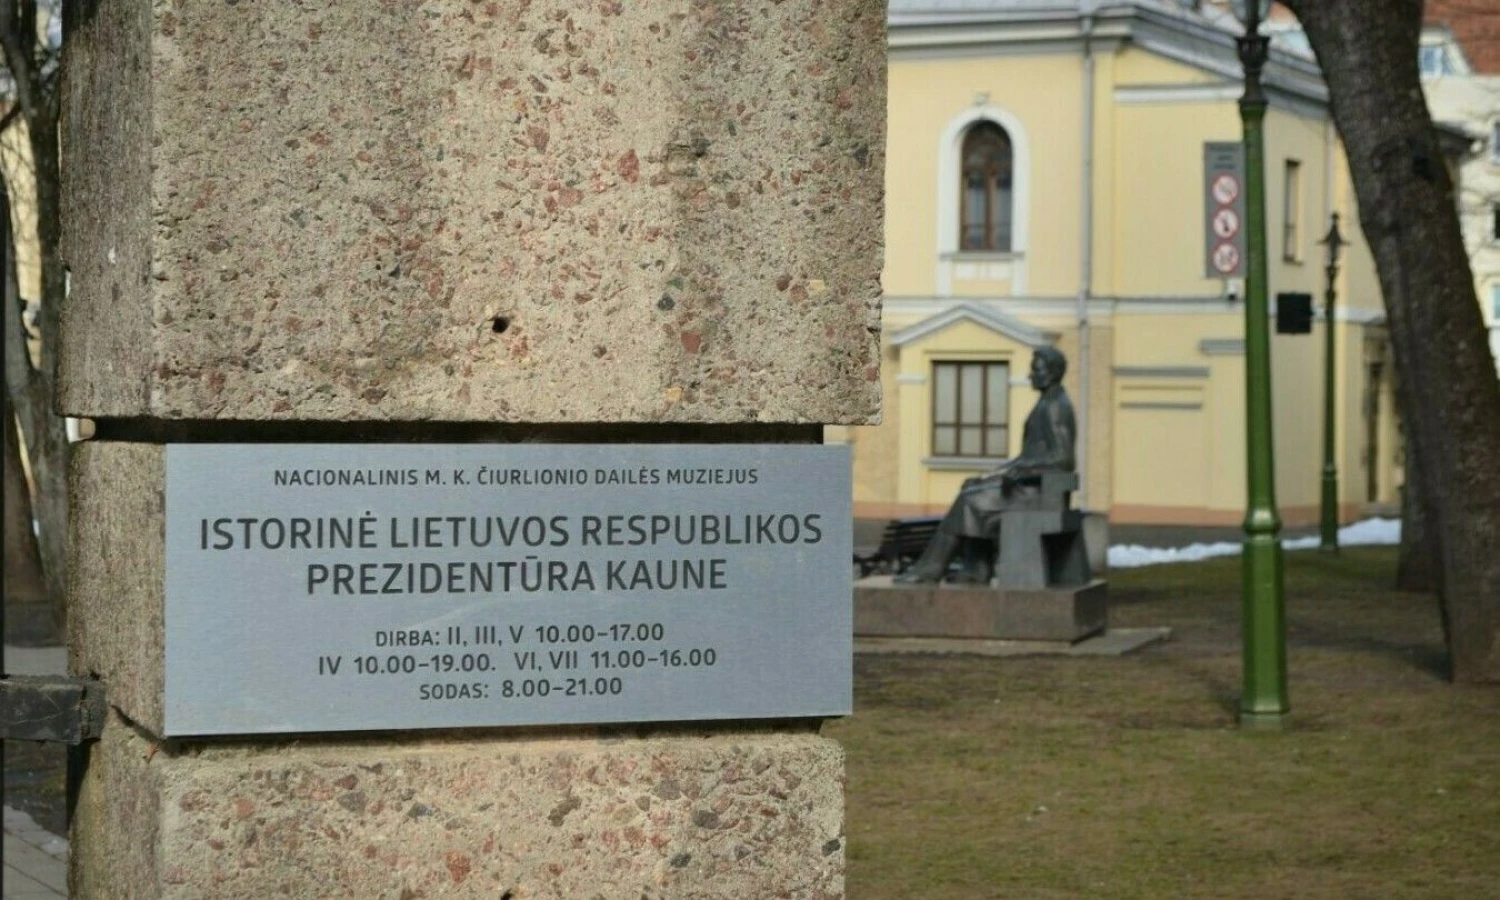 NACIONALINIS M. K. ČIURLIONIO DAILĖS MUZIEJUS
ISTORINĖ LIETUVOS RESPUBLIKOS
PREZIDENTŪRA KAUNE
DIRBA: II, III, V 10.00–17.00
IV 10.00–19.00. VI, VII 11.00–16.00
SODAS: 8.00–21.00